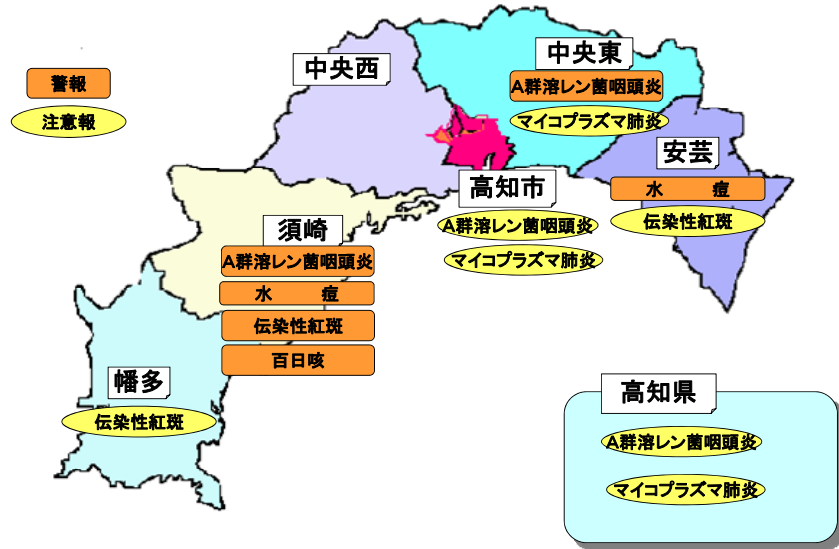 警報
注意報
中央西
中央東
A群溶レン菌咽頭炎
マイコプラズマ肺炎
安芸
水　痘
伝染性紅斑
高知市
A群溶レン菌咽頭炎
マイコプラズマ肺炎
須崎
A群溶レン菌咽頭炎
水　痘
伝染性紅斑
百日咳
幡多
伝染性紅斑
高知県
A群溶レン菌咽頭炎
マイコプラズマ肺炎